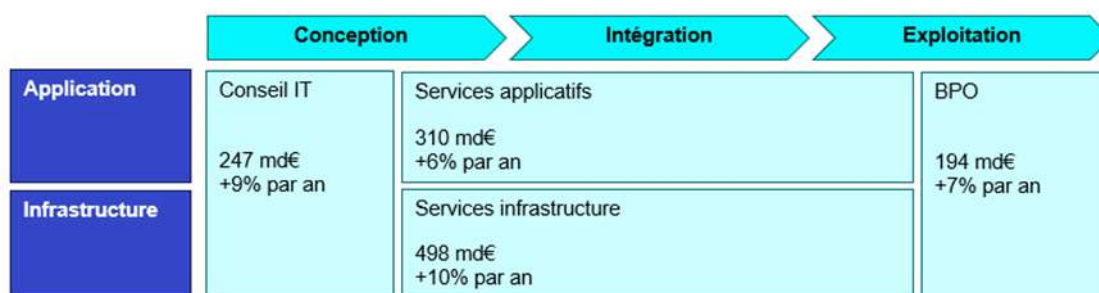 Conception
Intégration
Exploitation
Application
Conseil IT
247 md€
+9% par an
Services applicatifs
310 md€
+6% par an
BPO
194 md€
+7% par an
Infrastructure
Services infrastructure
498 md€
+10% par an